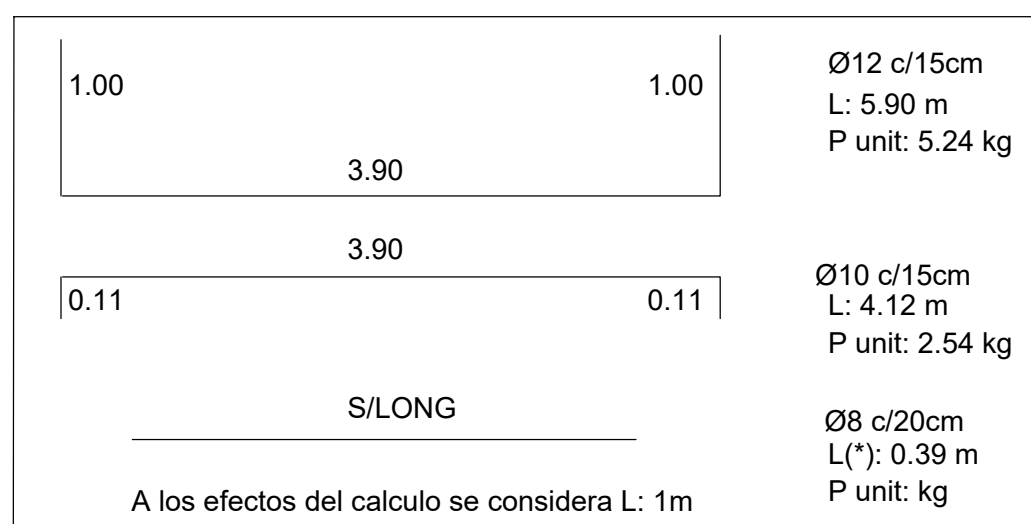 1.00
1.00
3.90
Ø12 c/15cm
L: 5.90 m
P unit: 5.24 kg
3.90
0.11
0.11
Ø10 c/15cm
L: 4.12 m
P unit: 2.54 kg
S/LONG
A los efectos del calculo se considera L: 1m
Ø8 c/20cm
L(*): 0.39 m
P unit: kg